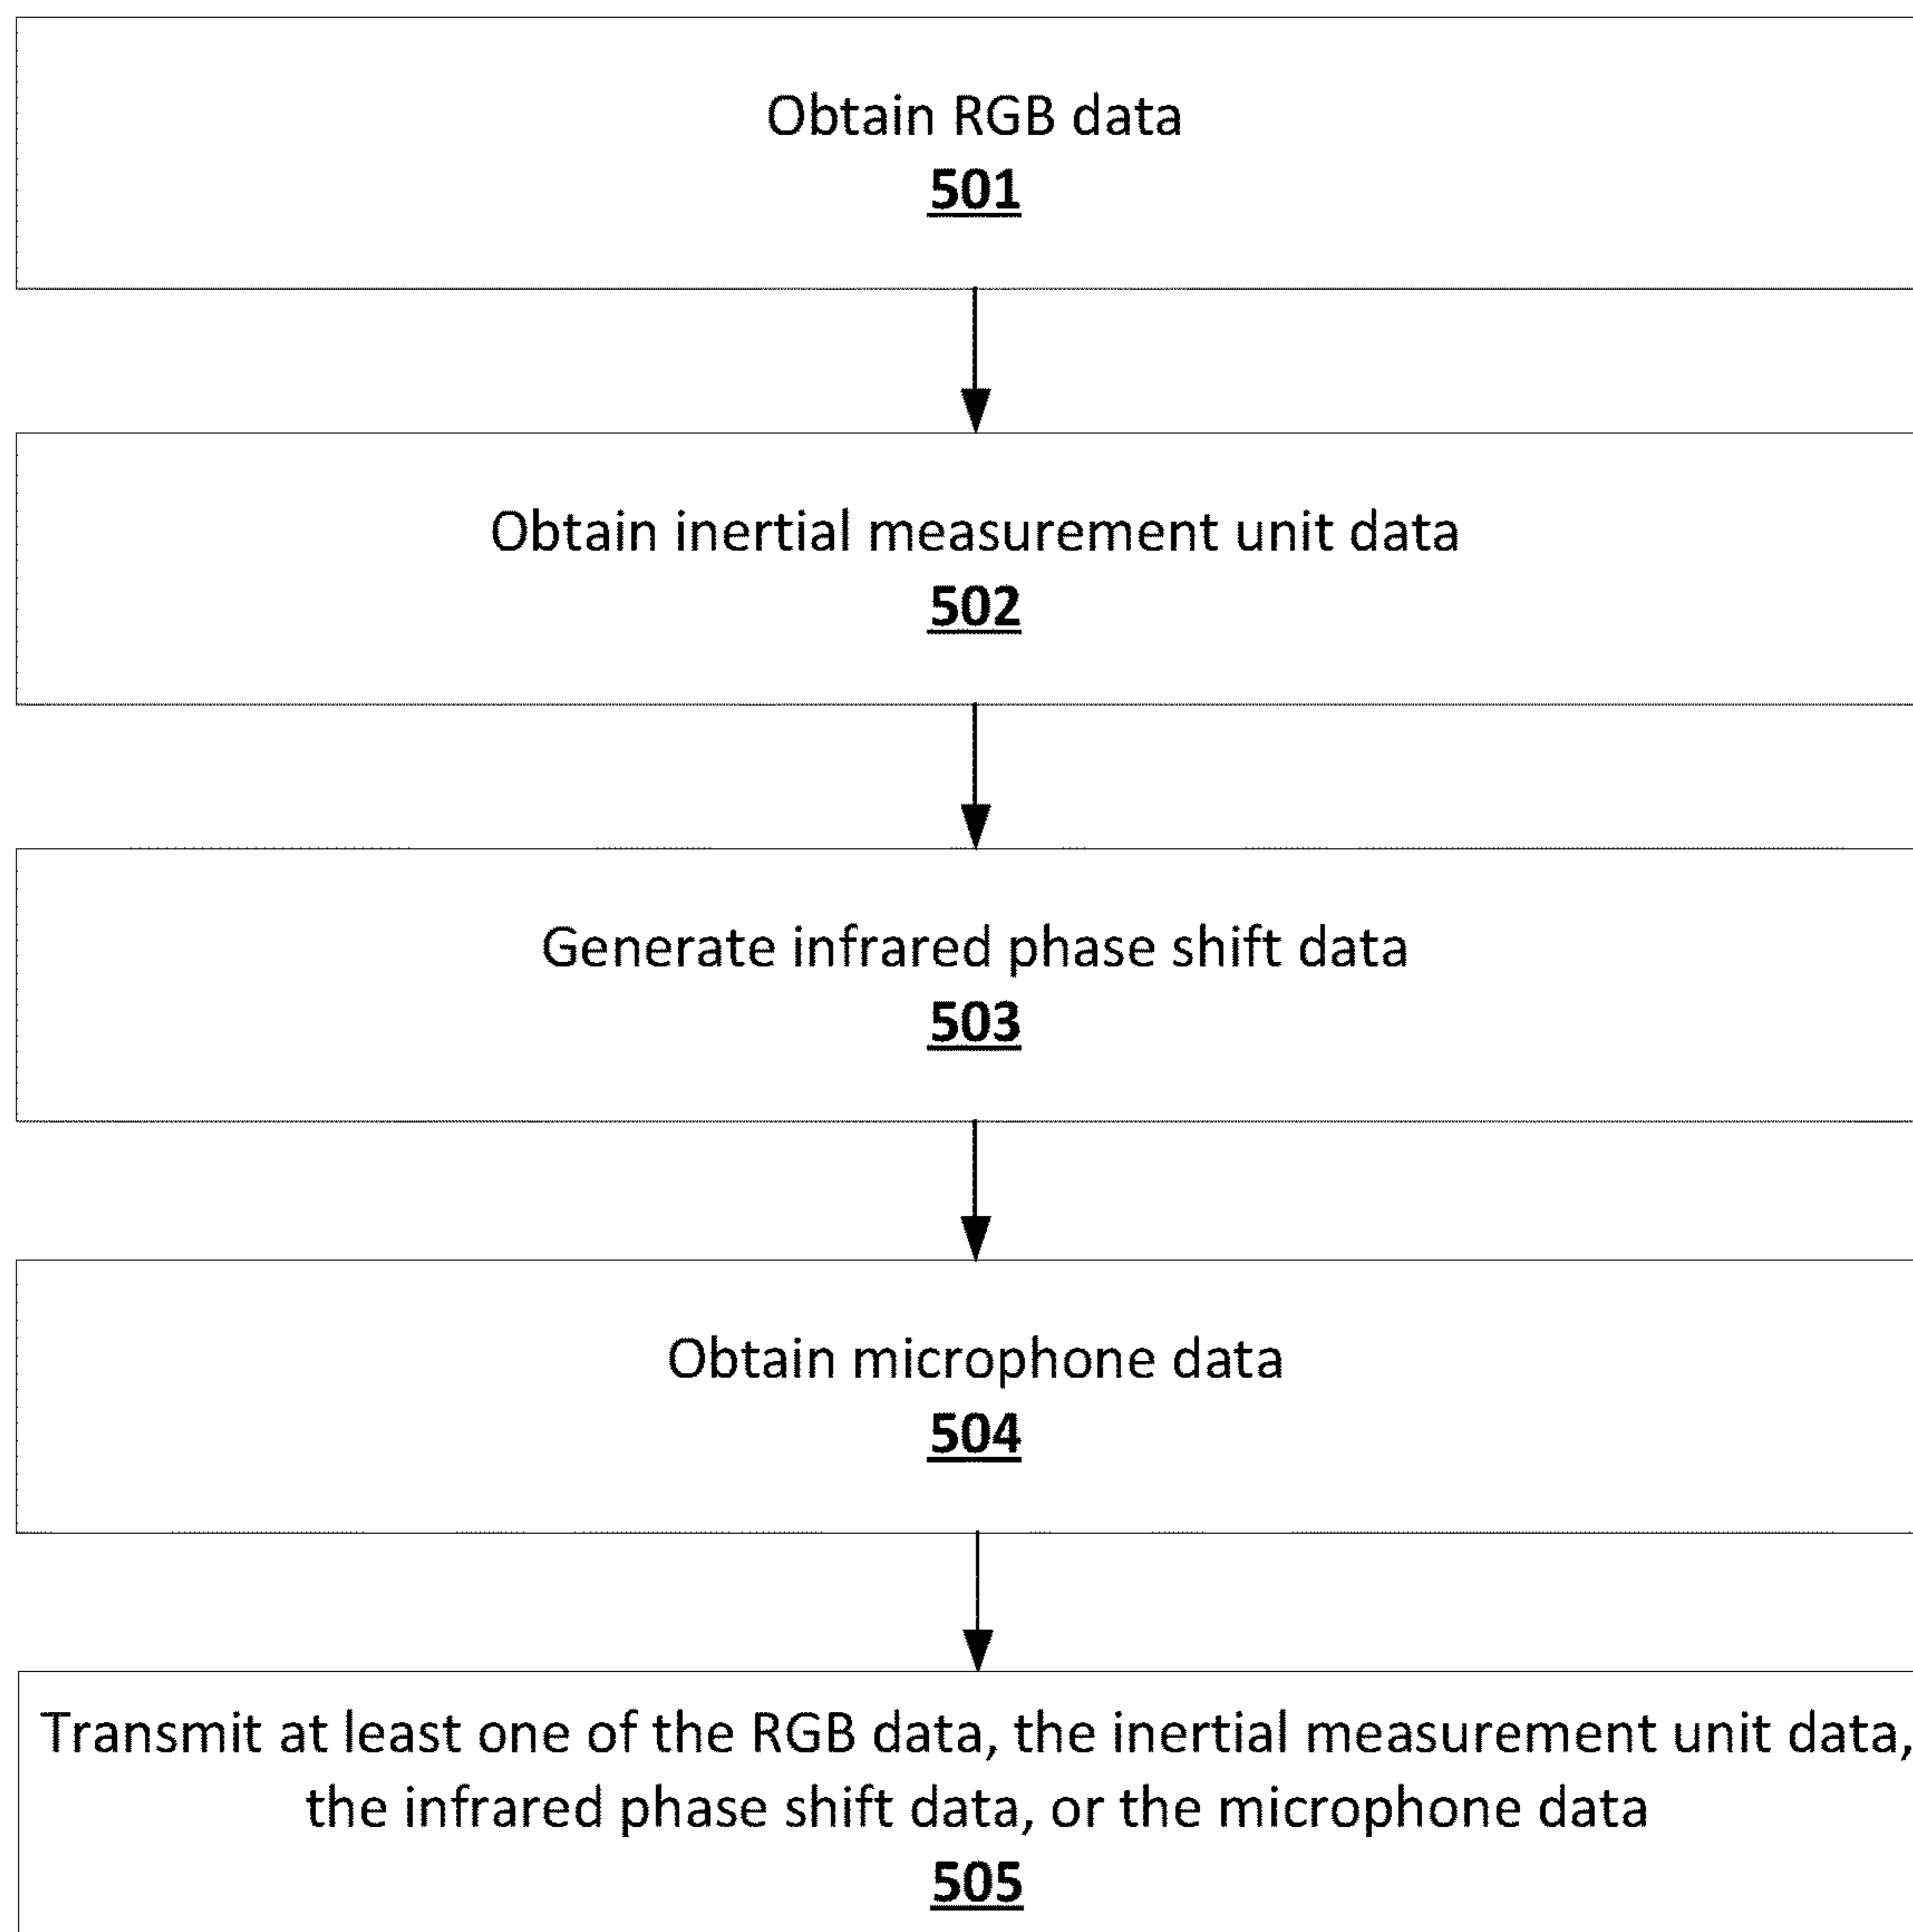 Obtain RGB data
501
Obtain inertial measurement unit data
502
Generate infrared phase shift data
503
Obtain microphone data
504
Transmit at least one of the RGB data, the inertial measurement unit data,
the infrared phase shift data, or the microphone data
505